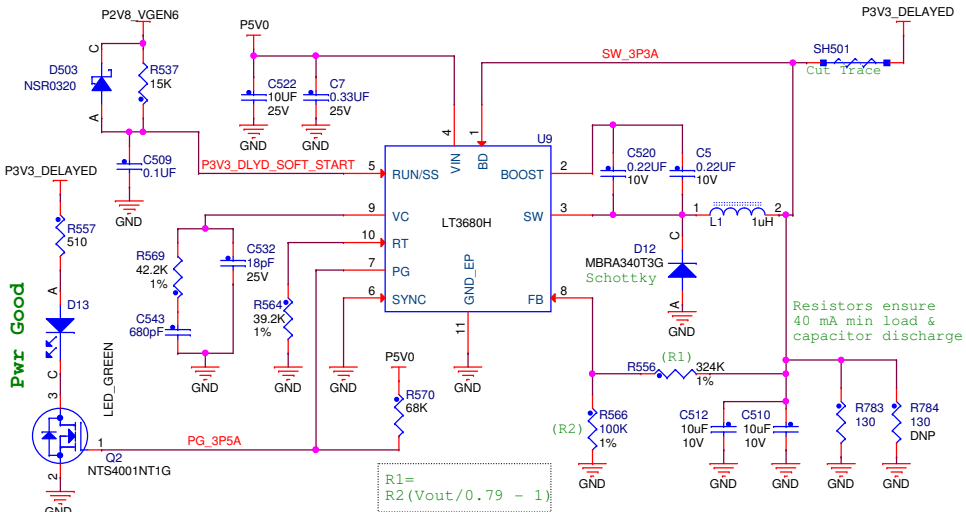 P2V8_VGEN6
P5V0
P3V3_DELAYED
SH501
Cut Trace
SW_3P3A
C
D503
NSR0320
A
R537
15K
C522
10UF
25V
C7
0.33UF
25V
GND
GND
4
1
U9
VIN
BD
C509
0.1UF
GND
P3V3_DLYD_SOFT_START
5
RUN/SS
BOOST
2
C520
0.22UF
10V
C5
0.22UF
10V
P3V3_DELAYED
R557
510
9
VC
LT3680H
SW
3
1
2
L1
1uH
10
RT
7
PG
6
SYNC
GND_EP
FB
8
11
GND
R569
42.2K
1%
C532
18pF
25V
C543
680pF
R564
39.2K
1%
GND
GND
GND
C
D12
MBRA340T3G
Schottky
A
GND
Resistors ensure
40 mA min load &
capacitor discharge
Pwr Good
A
D13
C
LED_GREEN
3
1
Q2
NTS4001NT1G
2
GND
PG_3P5A
P5V0
R570
68K
(R1)
R556
324K
1%
(R2)
R566
100K
1%
GND
C512
10uF
10V
C510
10uF
10V
GND
GND
R783
130
R784
130
DNP
GND
GND
R1=
R2(Vout/0.79 - 1)